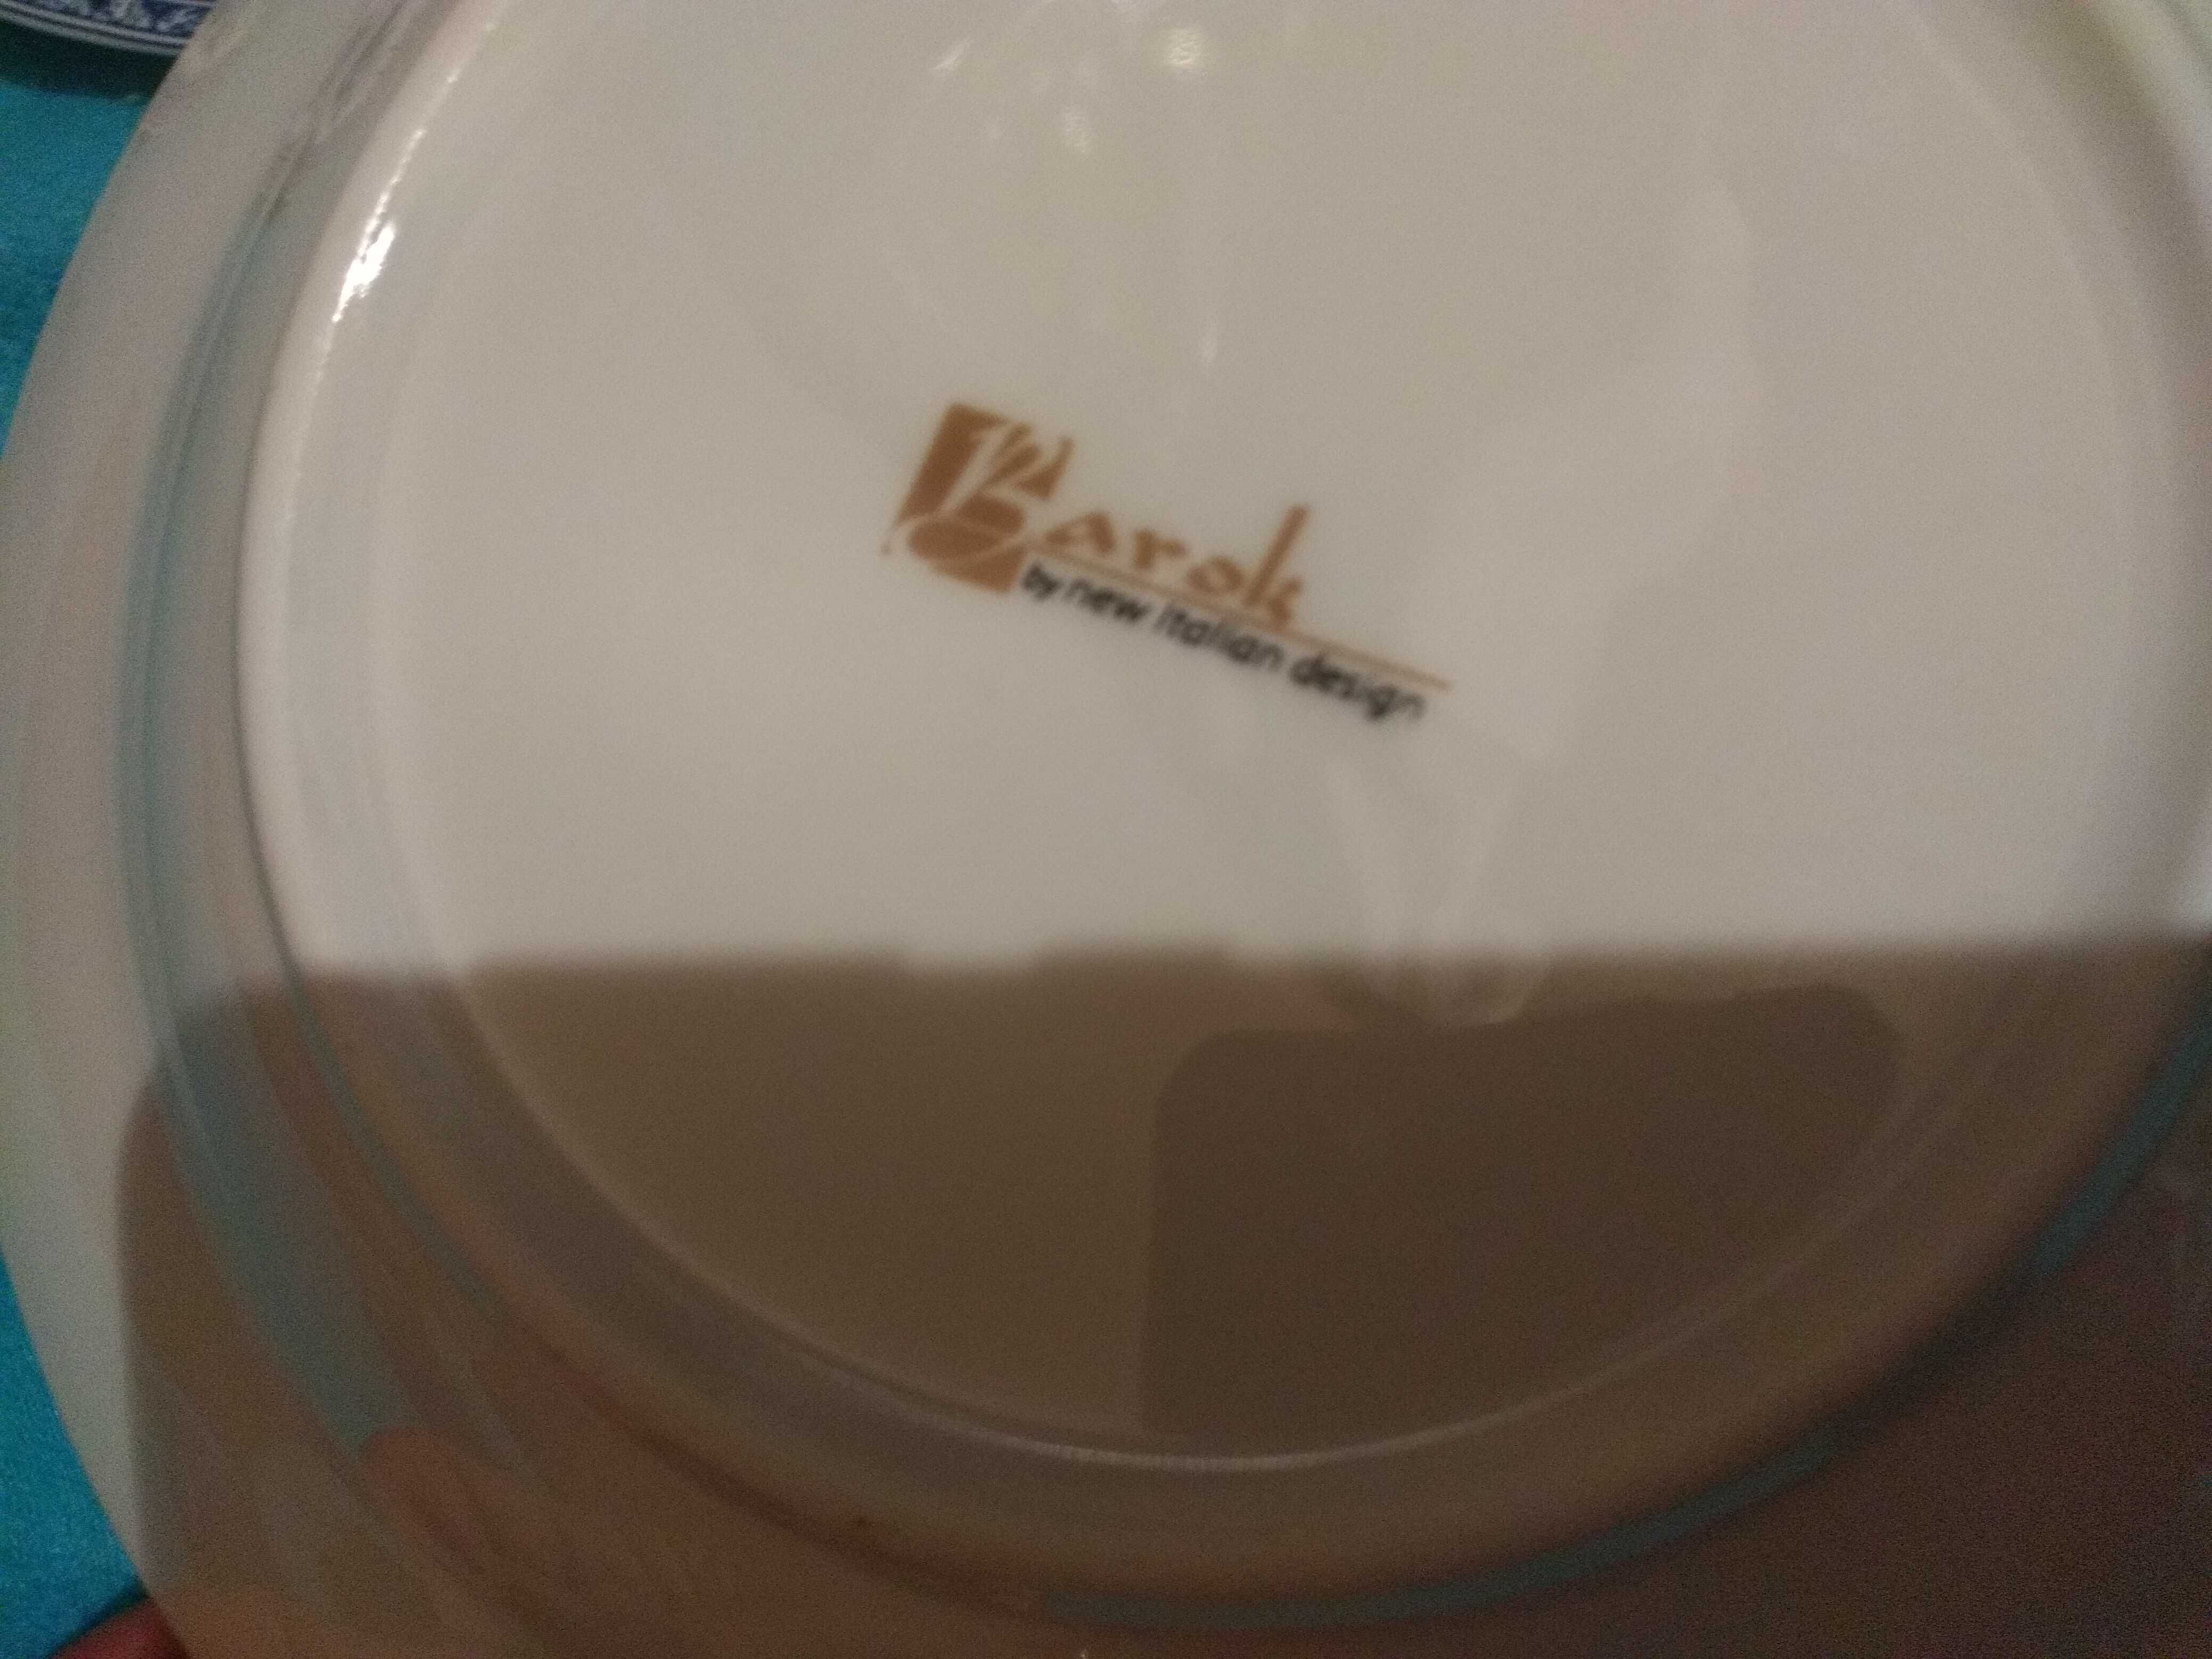 Barok
by new italian design